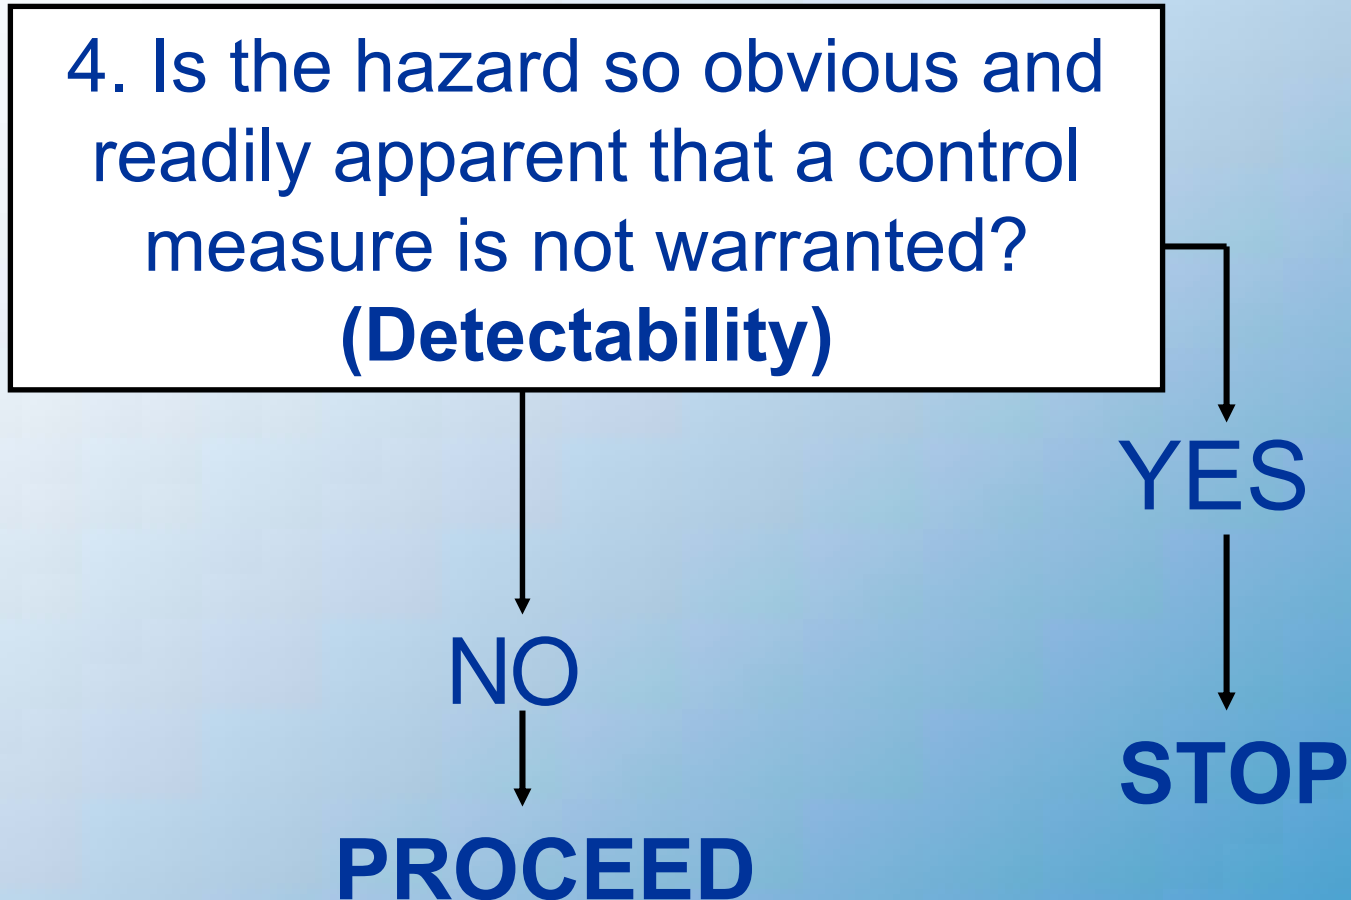 4. Is the hazard so obvious and
readily apparent that a control
measure is not warranted?
(Detectability)
YES
NO
STOP
PROCEED